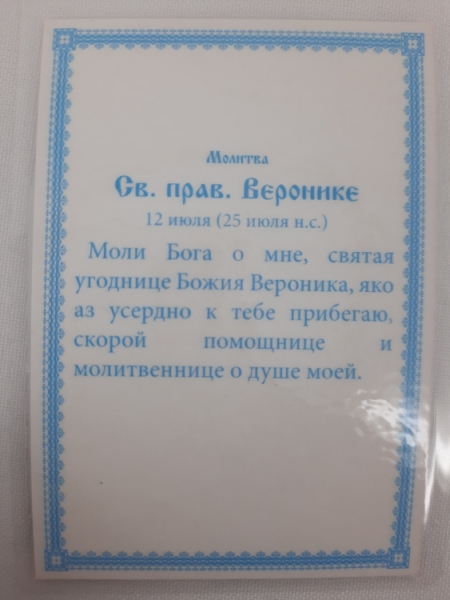 Молитва
Св. прав. Веронике
12 июля (25 июля н.с.)
Моли Бога о мне, святая
угоднице Божия Вероника, яко
аз усердно к тебе прибегаю,
скорой помощнице и
молитвеннице о душе моей.